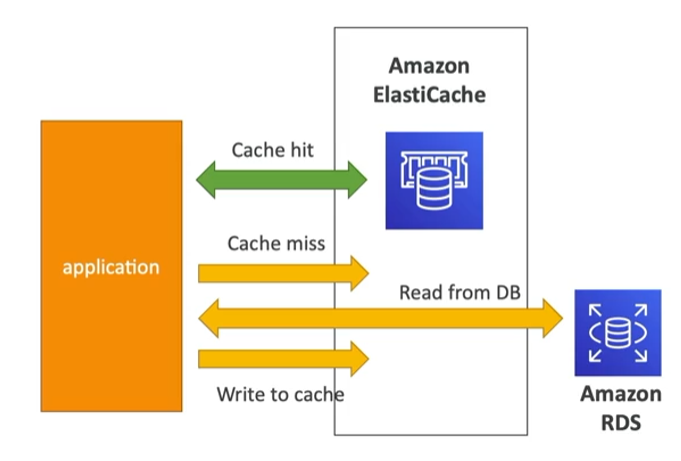 Amazon
ElastiCache
Cache hit
Cache miss
application
Read from DB
Write to cache
Amazon
RDS